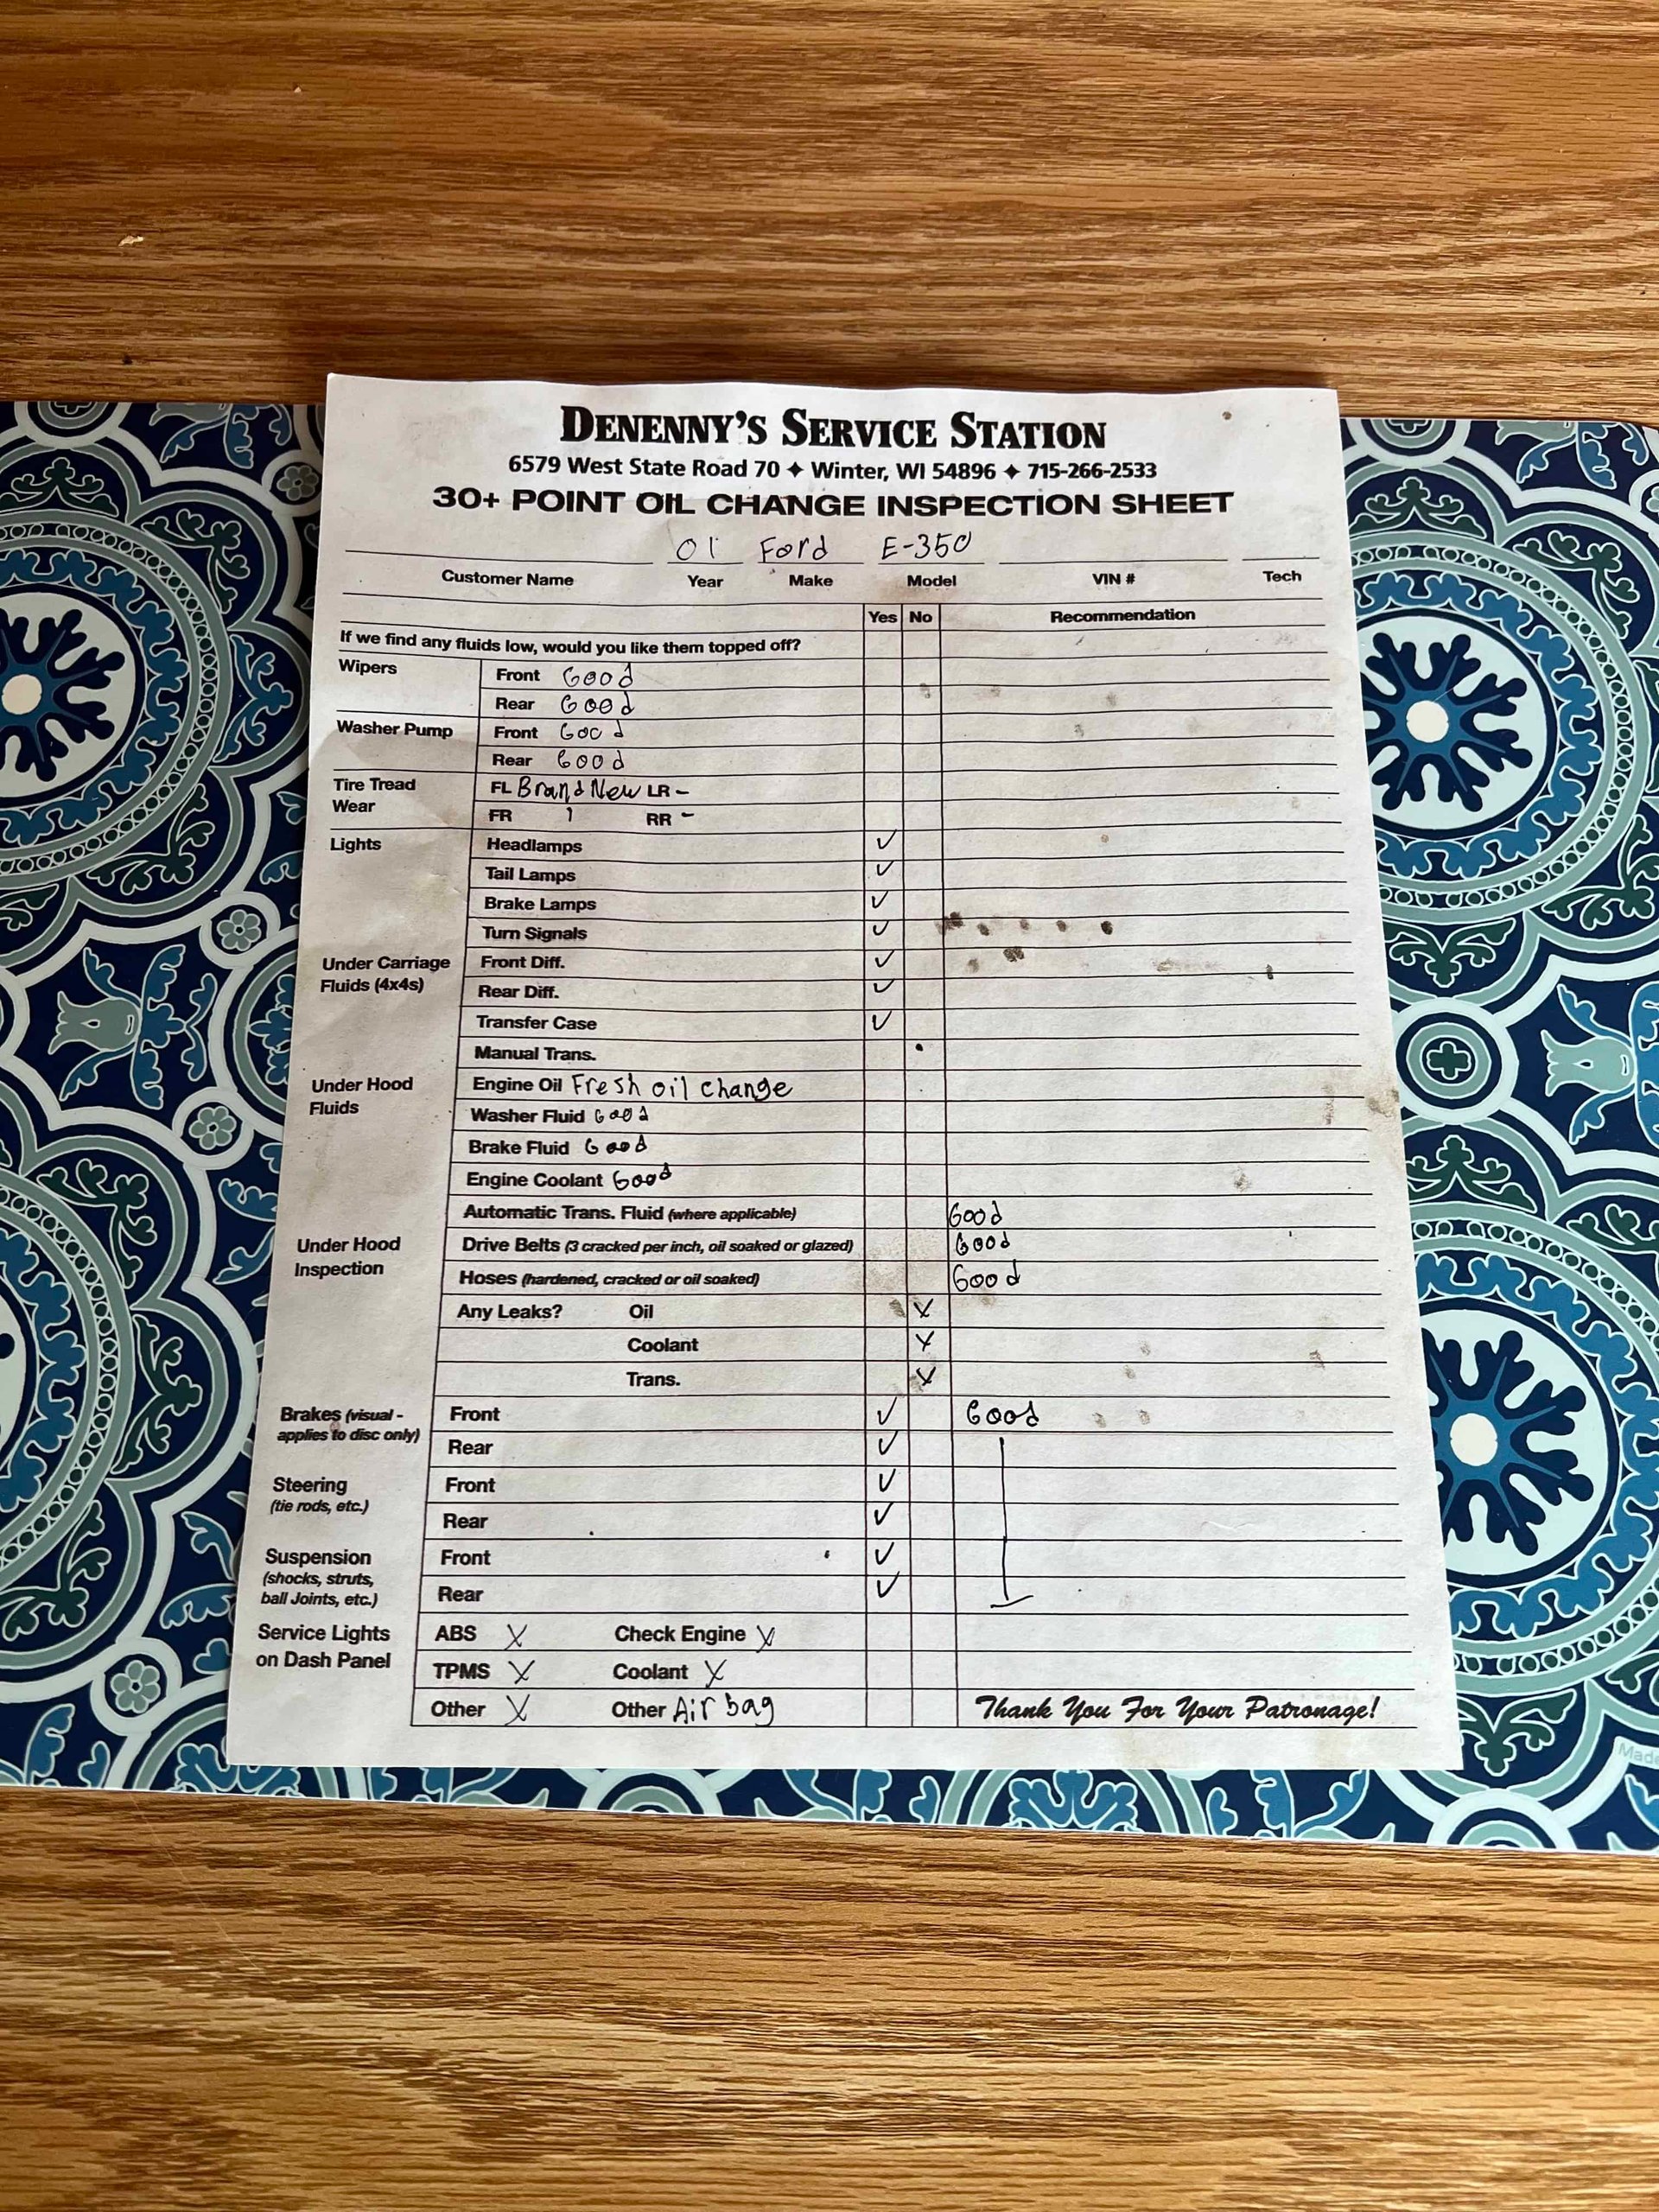 DENENNY'S SERVICE STATION
6579 West State Road 70 ✦ Winter, WI 54896 ✦ 715-266-2533
30+ POINT OIL CHANGE INSPECTION SHEET
01 Ford E-350
Customer Name Year Make Model VIN # Tech
Yes No Recommendation
If we find any fluids low, would you like them topped off?
Wipers Front Good
Rear Good
Washer Pump Front Good
Rear Good
Tire Tread Wear FL Brand New LR -
FR RR -
Lights Headlamps ✓
Tail Lamps ✓
Brake Lamps ✓
Turn Signals ✓
Under Carriage Fluids (4x4s) Front Diff. ✓
Rear Diff. ✓
Transfer Case ✓
Manual Trans.
Under Hood Fluids Engine Oil Fresh oil change
Washer Fluid Good
Brake Fluid Good
Engine Coolant Good
Automatic Trans. Fluid (where applicable) Good
Under Hood Inspection Drive Belts (3 cracked per inch, oil soaked or glazed) Good
Hoses (hardened, cracked or oil soaked) Good
Any Leaks? Oil X
Coolant X
Trans. X
Brakes (visual - applies to disc only) Front ✓ Good
Rear ✓
Steering (tie rods, etc.) Front ✓
Rear ✓
Suspension (shocks, struts, ball Joints, etc.) Front ✓
Rear ✓
Service Lights on Dash Panel ABS X Check Engine X
TPMS X Coolant X
Other X Other Air bag
Thank You For Your Patronage!
Made